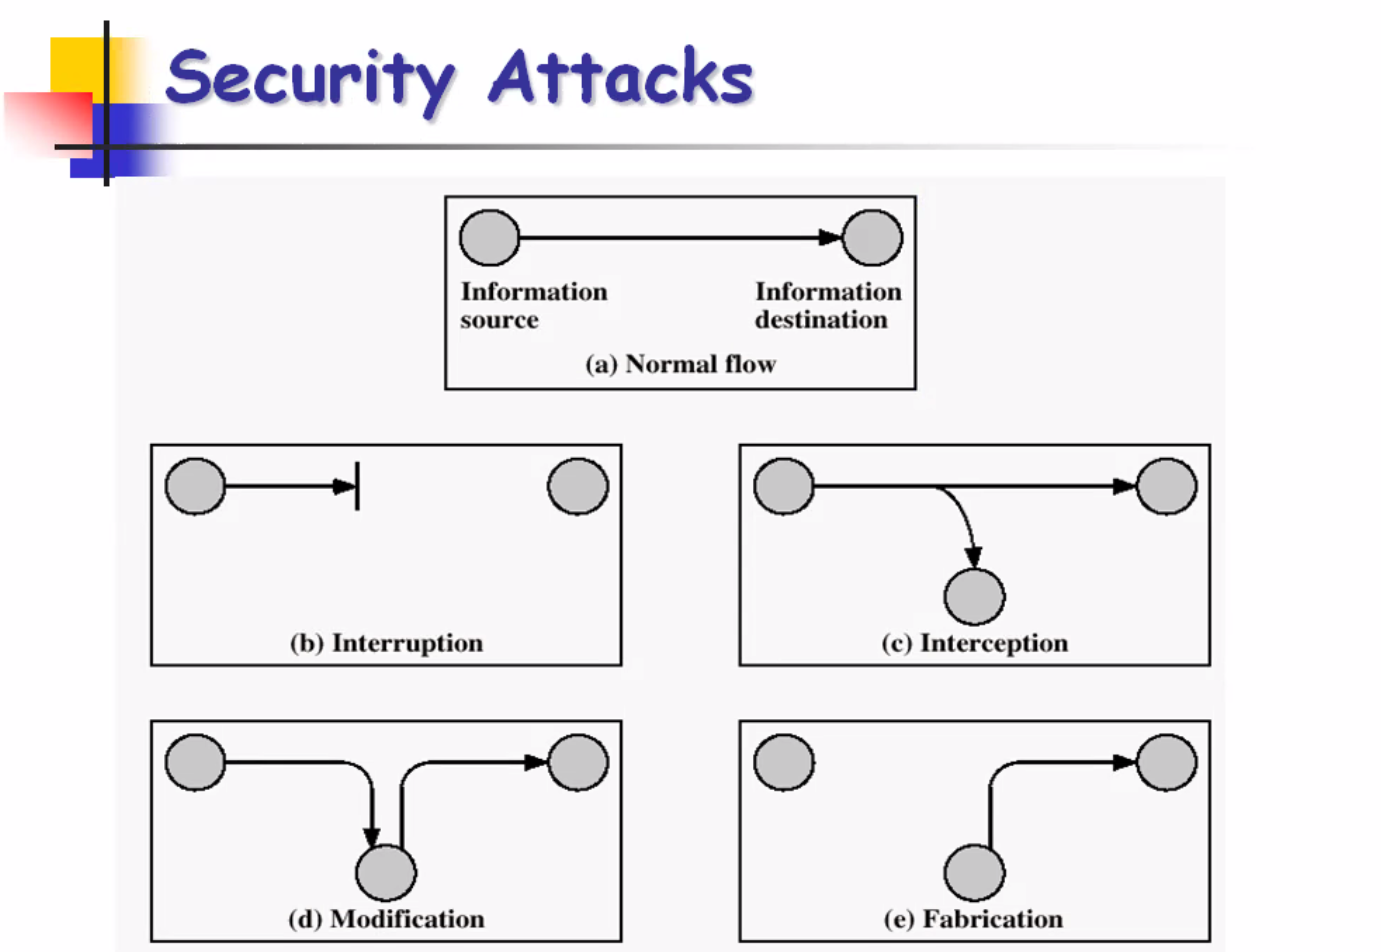 Security Attacks
Information
source
Information
destination
(a) Normal flow
(b) Interruption
(c) Interception
(d) Modification
(e) Fabrication